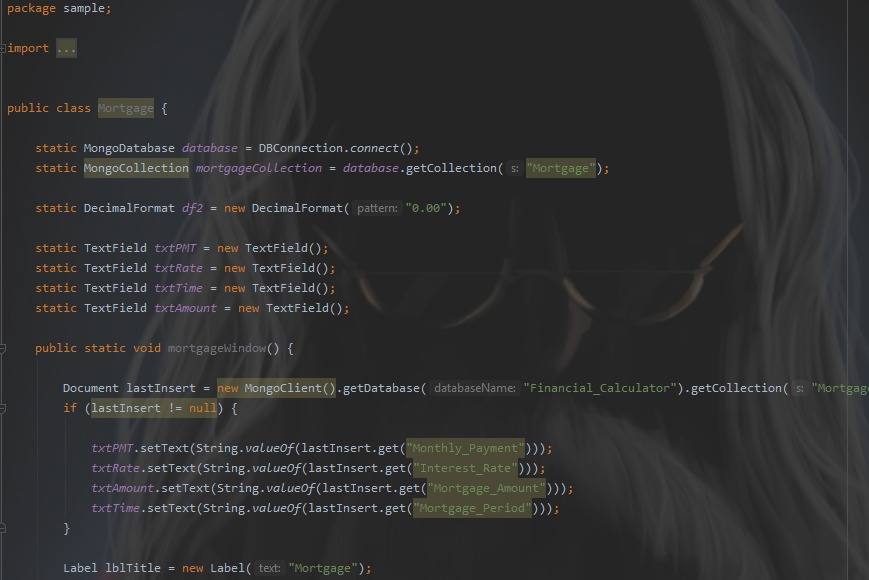 package sample;
import ...
public class Mortgage {
static MongoDatabase database = DBConnection.connect();
static MongoCollection mortgageCollection = database.getCollection( s: "Mortgage");
static DecimalFormat df2 = new DecimalFormat( pattern: "0.00");
static TextField txtPMT = new TextField();
static TextField txtRate = new TextField();
static TextField txtTime = new TextField();
static TextField txtAmount = new TextField();
public static void mortgageWindow() {
Document lastInsert = new MongoClient().getDatabase( databaseName: "Financial_Calculator").getCollection( s: "Mortgag
if (lastInsert != null) {
txtPMT.setText(String.valueOf(lastInsert.get("Monthly_Payment")));
txtRate.setText(String.valueOf(lastInsert.get("Interest_Rate")));
txtAmount.setText(String.valueOf(lastInsert.get("Mortgage_Amount")));
txtTime.setText(String.valueOf(lastInsert.get("Mortgage_Period")));
}
Label lblTitle = new Label( text: "Mortgage");